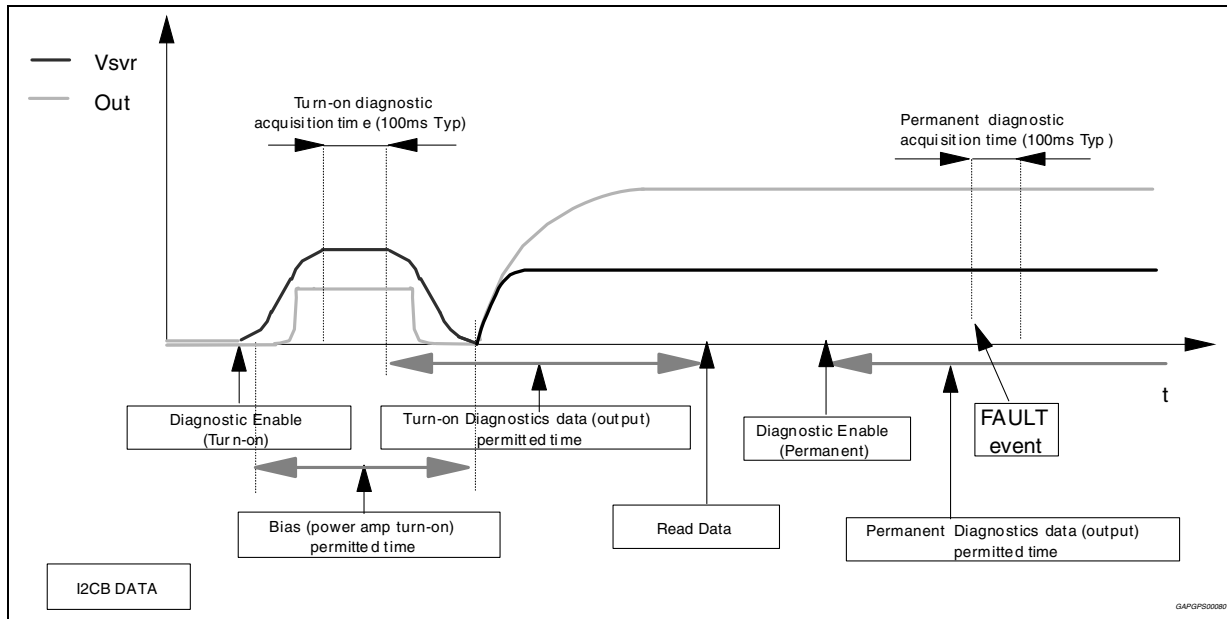 Vsvr
Out
Turn-on diagnostic
acquisition time (100ms Typ)
Permanent diagnostic
acquisition time (100ms Typ)
t
Diagnostic Enable
(Turn-on)
Turn-on Diagnostics data (output)
permitted time
Diagnostic Enable
(Permanent)
FAULT
event
Bias (power amp turn-on)
permitted time
Read Data
Permanent Diagnostics data (output)
permitted time
I2CB DATA
GAPGPS00080